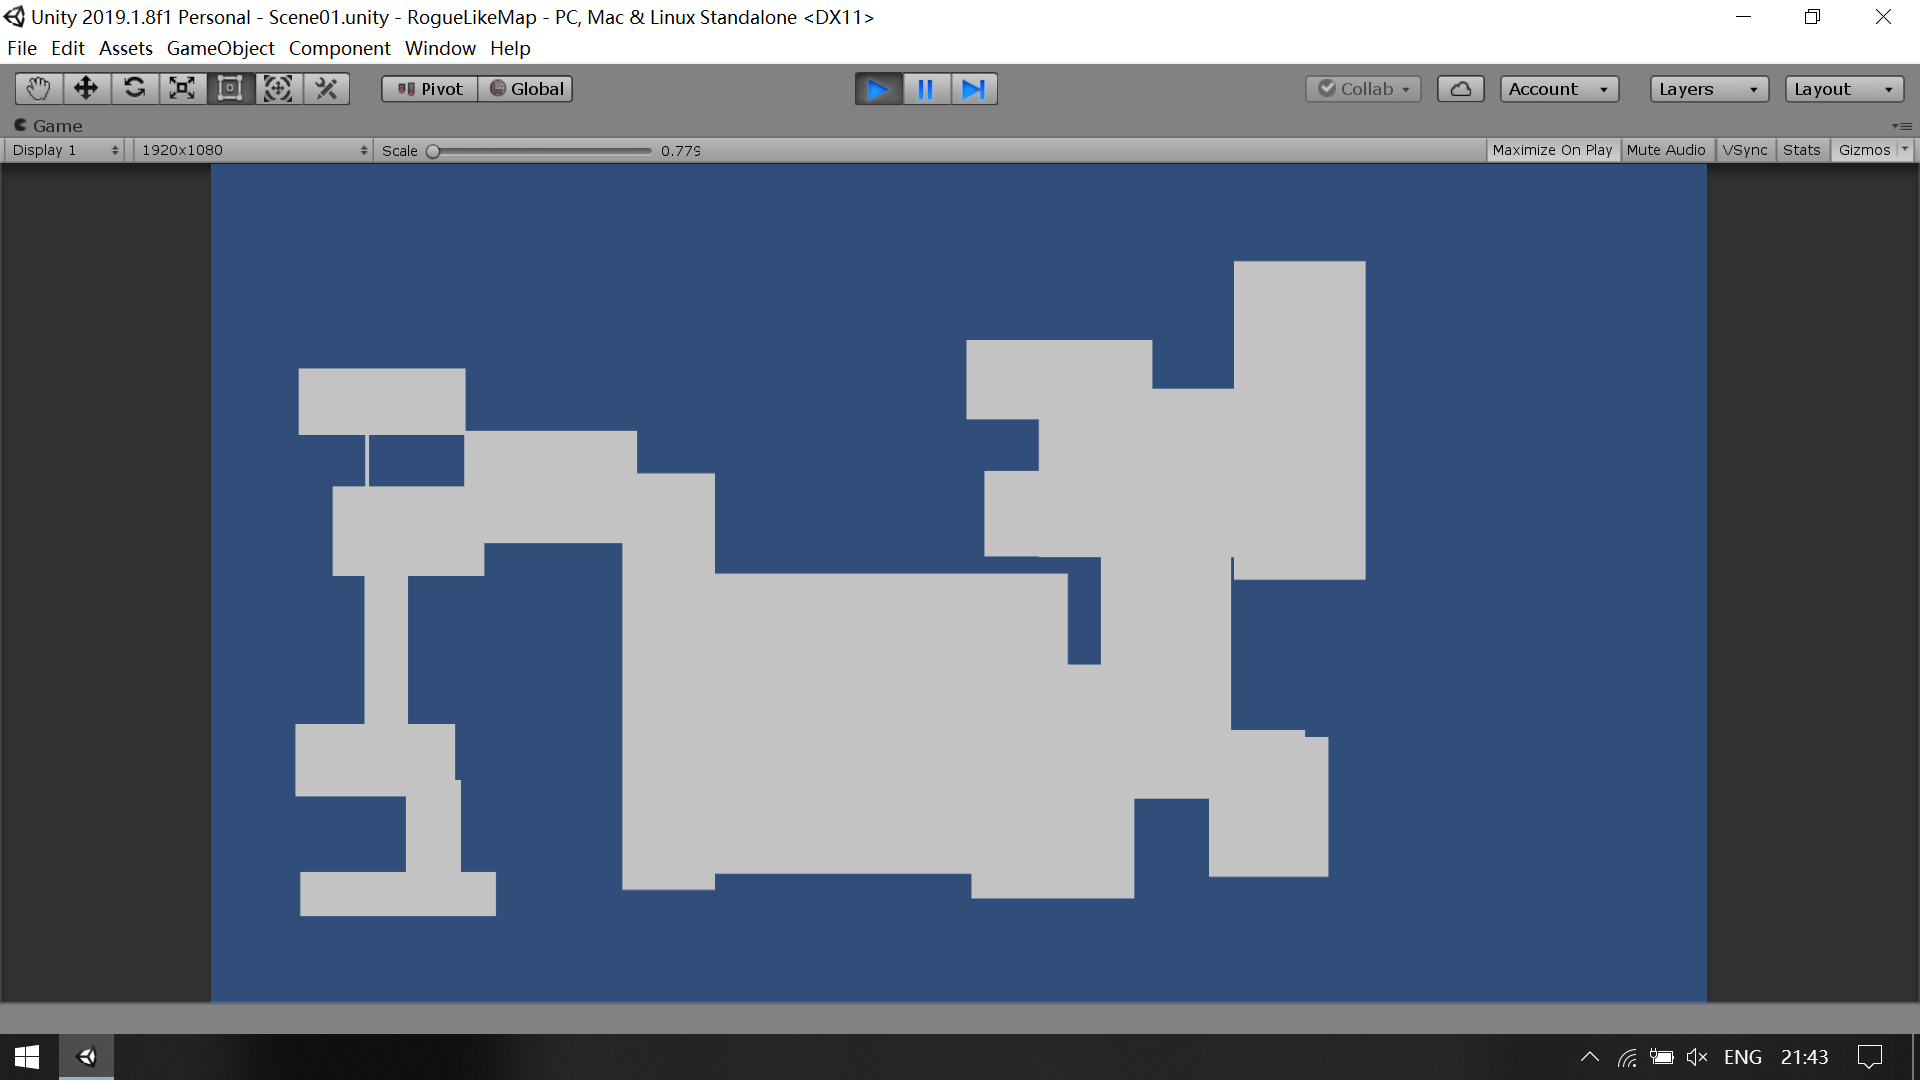 Unity 2019.1.8f1 Personal - Scene01.unity - RogueLikeMap - PC, Mac & Linux Standalone <DX11>
File Edit Assets GameObject Component Window Help
Pivot Global Collab Account Layers Layout
Game
Display 1 1920x1080 Scale 0.779 Maximize On Play Mute Audio VSync Stats Gizmos
ENG 21:43